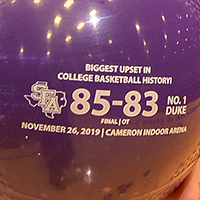 BIGGEST UPSET IN
COLLEGE BASKETBALL HISTORY!
SFA 85-83 NO. 1
DUKE
FINAL | OT
NOVEMBER 26, 2019 | CAMERON INDOOR ARENA